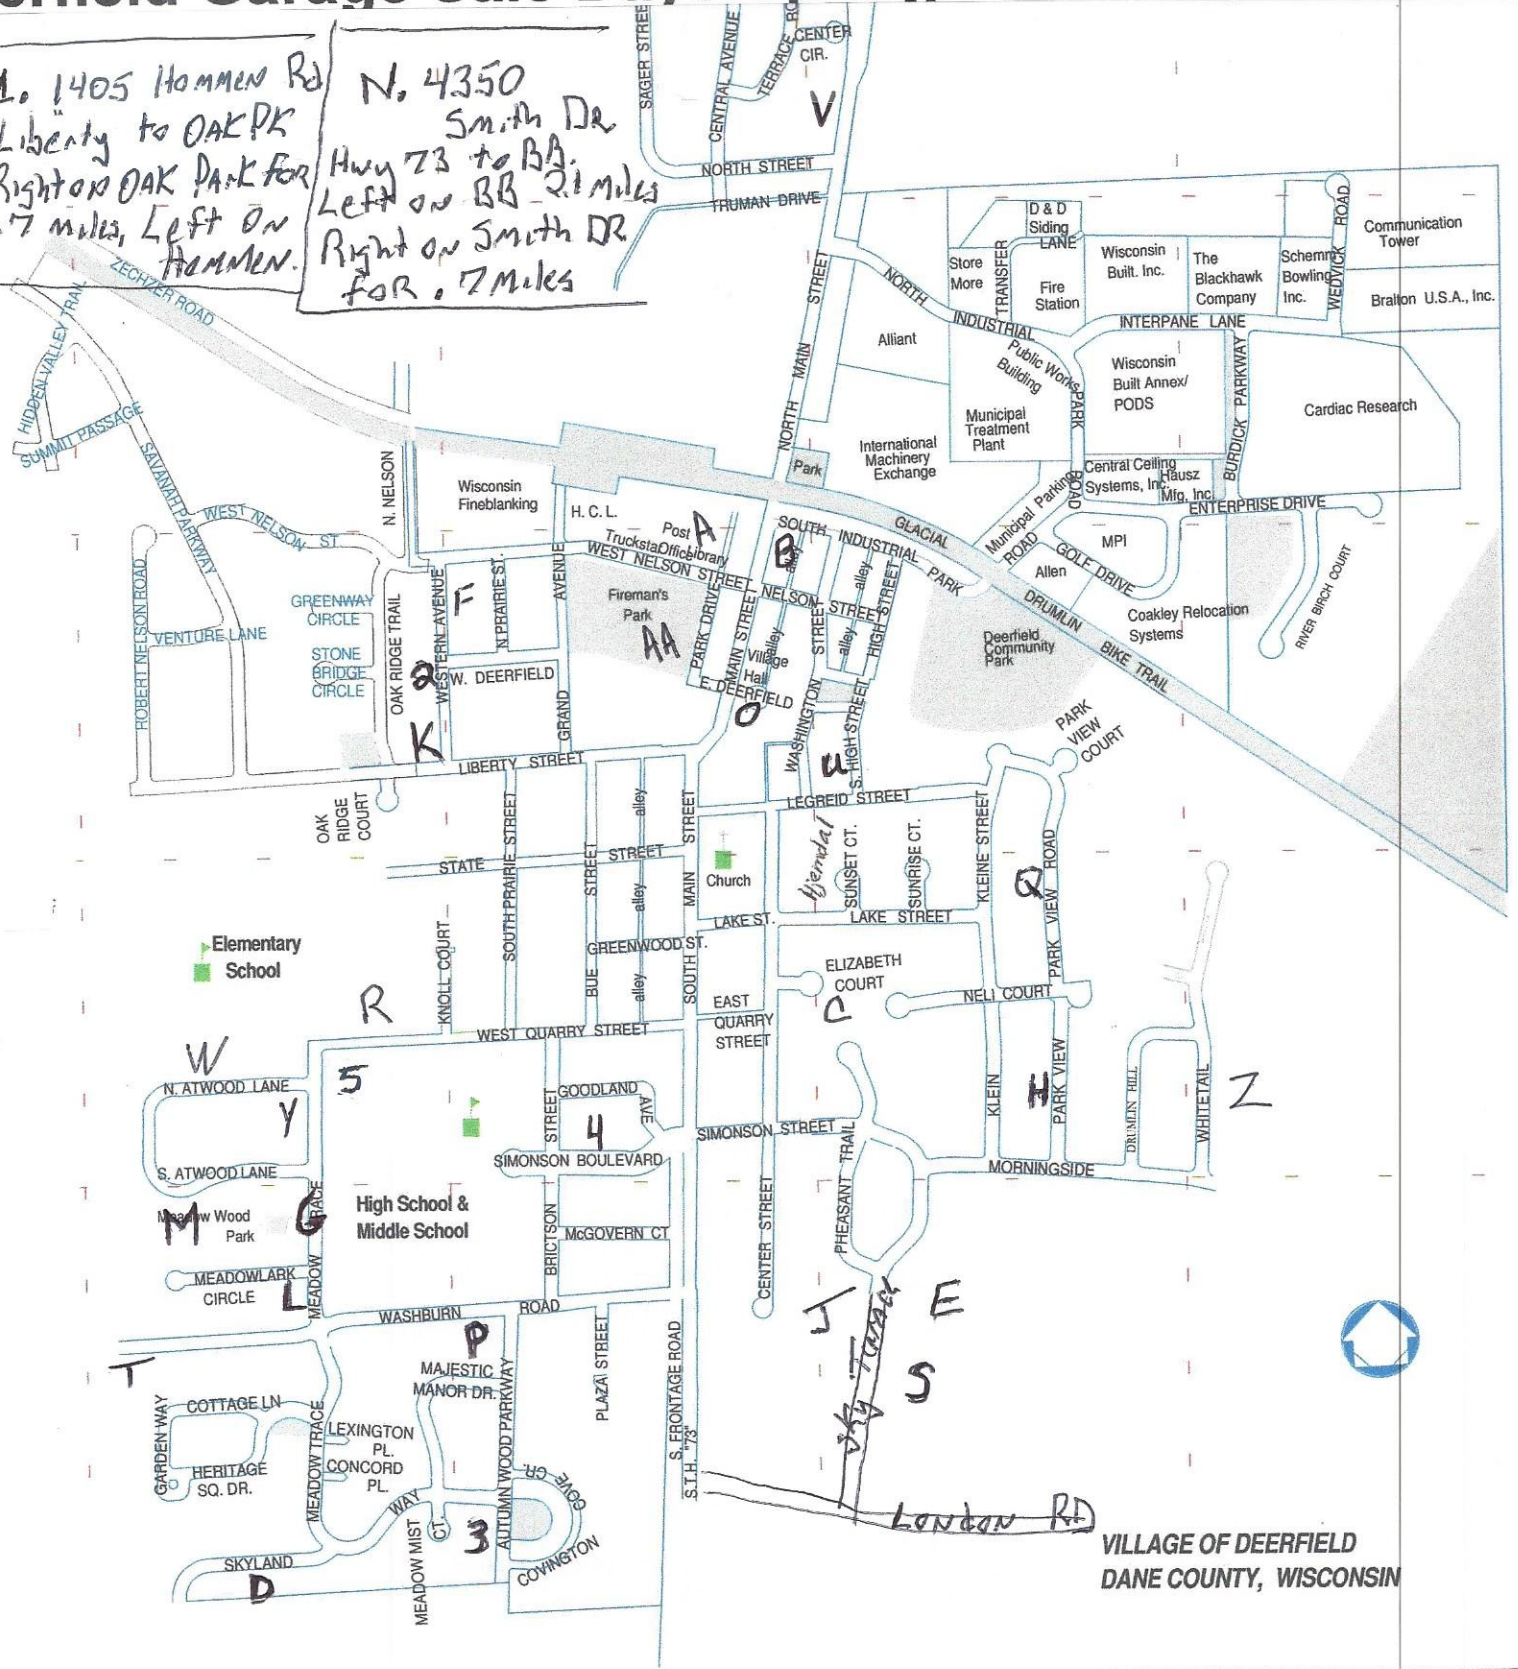 1. 1405 Hammen Rd
Liberty to OAK PK
Right on OAK Park for
.7 miles, Left on
Hammen.
N. 4350
Smith Dr
Hwy 73 to BB.
Left on BB 2.1 miles
Right on Smith DR
for .7 Miles
SAGER STREE
CENTRAL AVENUE
TERRACE
CENTER
CIR.
V
NORTH STREET
TRUMAN DRIVE
NORTH MAIN STREET
D & D
Siding
TRANSFER LANE
Store
More
Fire
Station
Wisconsin
Built. Inc.
The
Blackhawk
Company
Schemm
Bowling
Inc.
WEDVICK ROAD
Communication
Tower
Bralton U.S.A., Inc.
NORTH INDUSTRIAL PARK ROAD
INTERPANE LANE
Alliant
Public Works
Building
Wisconsin
Built Annex/
PODS
BURDICK PARKWAY
Cardiac Research
Municipal
Treatment
Plant
International
Machinery
Exchange
Park
Central Ceiling
Systems, Inc.
Hausz
Mfg, Inc.
Municipal Parking
ENTERPRISE DRIVE
MPI
GOLF DRIVE
Allen
Coakley Relocation
Systems
RIVER BIRCH COURT
GLACIAL DRUMLIN BIKE TRAIL
Deerfield
Community
Park
PARK
VIEW
COURT
ZECHZER ROAD
HIDDEN VALLEY TRAIL
SUMMIT PASSAGE
SAVANAH PARKWAY
WEST NELSON ST
N. NELSON
Wisconsin
Fineblanking
H. C. L.
Post
Office
Trucksta
Library
A
SOUTH INDUSTRIAL PARK
B
alley
alley
WEST NELSON STREET
NELSON STREET
HIGH STREET
ROBERT NELSON ROAD
VENTURE LANE
GREENWAY
CIRCLE
STONE
BRIDGE
CIRCLE
OAK RIDGE TRAIL
WESTERN AVENUE
F
N PRAIRIE ST.
GRAND AVENUE
Fireman's
Park
AA
PARK DRIVE
MAIN STREET
alley
alley
Village
Hall
2
W. DEERFIELD
E. DEERFIELD
O
WASHINGTON STREET
U
S. HIGH STREET
K
LIBERTY STREET
LEGREID STREET
OAK
RIDGE
COURT
STATE STREET
SOUTH PRAIRIE STREET
BUE STREET
alley
alley
alley
SOUTH MAIN STREET
Church
Hjemdal
SUNSET CT.
SUNRISE CT.
KLEINE STREET
Q
PARK VIEW ROAD
LAKE ST.
LAKE STREET
GREENWOOD ST.
Elementary
School
KNOLL COURT
ELIZABETH
COURT
C
NELI COURT
R
WEST QUARRY STREET
EAST
QUARRY
STREET
W
N. ATWOOD LANE
5
Y
GOODLAND AVE
4
SIMONSON STREET
SIMONSON BOULEVARD
KLEIN
H
PARK VIEW
DRUMLIN HILL
WHITETAIL
Z
MORNINGSIDE
S. ATWOOD LANE
M
Meadow Wood
Park
G
MEADOW TRACE
High School &
Middle School
BRICTSON STREET
McGOVERN CT
CENTER STREET
PHEASANT TRAIL
MEADOWLARK
CIRCLE
L
WASHBURN ROAD
P
J
E
S
T
PLAZA STREET
S. FRONTAGE ROAD
S.T.H. "73"
MAJESTIC
MANOR DR.
AUTUMN WOOD PARKWAY
COTTAGE LN
GARDEN WAY
HERITAGE
SQ. DR.
MEADOW TRACE
LEXINGTON
PL.
CONCORD
PL.
COVINGTON COVE CR.
SKYLAND WAY
MEADOW MIST CT.
3
D
London RD
VILLAGE OF DEERFIELD
DANE COUNTY, WISCONSIN